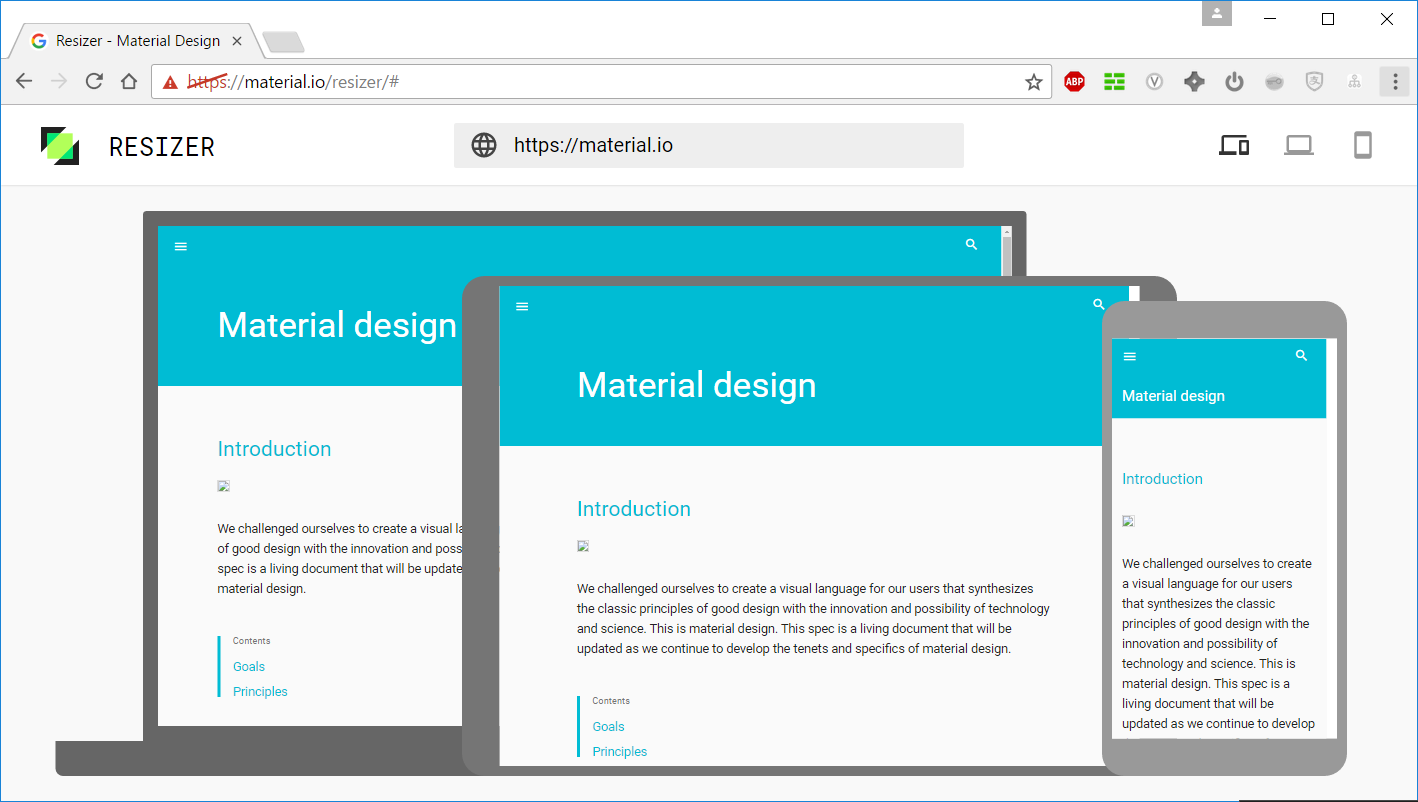 Resizer - Material Design
https://material.io/resizer/#
ABP
RESIZER
https://material.io
Material design
Introduction
We challenged ourselves to create a visual la
of good design with the innovation and poss
spec is a living document that will be update
material design.
Contents
Goals
Principles
Material design
Introduction
We challenged ourselves to create a visual language for our users that synthesizes
the classic principles of good design with the innovation and possibility of technology
and science. This is material design. This spec is a living document that will be
updated as we continue to develop the tenets and specifics of material design.
Contents
Goals
Principles
Material design
Introduction
We challenged ourselves to create
a visual language for our users
that synthesizes the classic
principles of good design with the
innovation and possibility of
technology and science. This is
material design. This spec is a
living document that will be
updated as we continue to develop